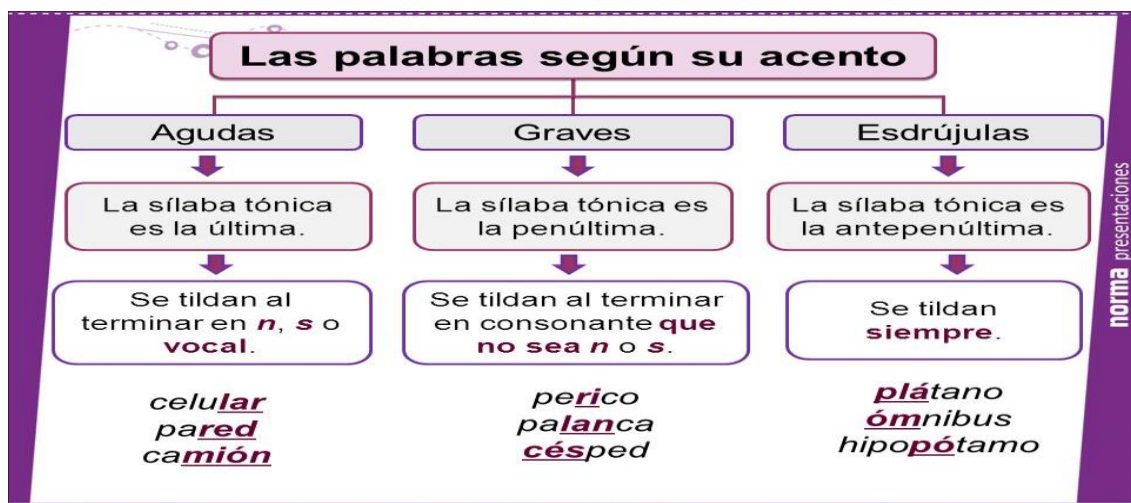 Las palabras según su acento
Agudas
La sílaba tónica
es la última.
Se tildan al
terminar en n, s o
vocal.
celular
pared
camión
Graves
La sílaba tónica es
la penúltima.
Se tildan al terminar
en consonante que
no sea n o s.
perico
palanca
césped
Esdrújulas
La sílaba tónica es
la antepenúltima.
Se tildan
siempre.
plátano
ómnibus
hipopótamo
norma presentaciones